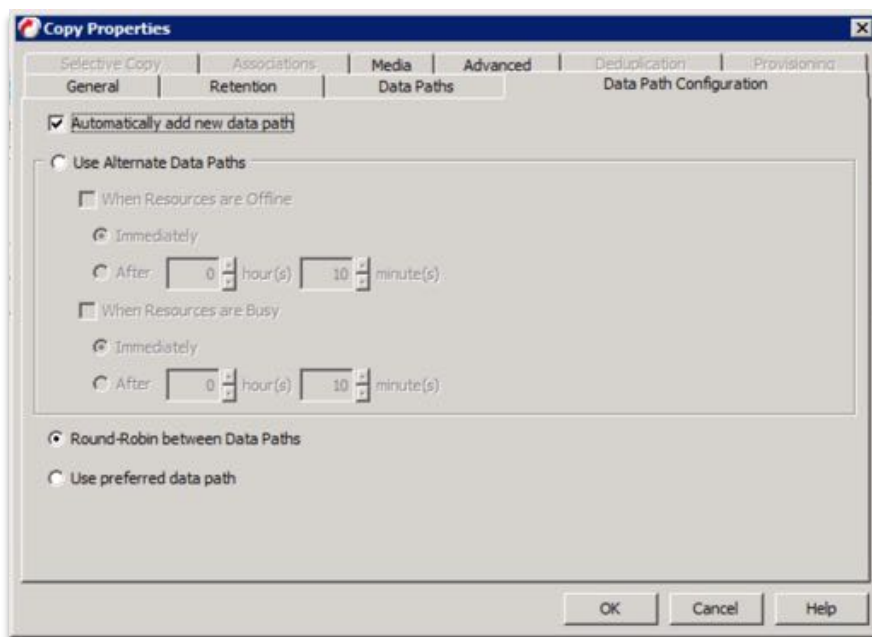 Copy Properties
Selective Copy Associations Media Advanced Deduplication Provisioning
General Retention Data Paths Data Path Configuration
Automatically add new data path
Use Alternate Data Paths
When Resources are Offline
Immediately
After 0 hour(s) 10 minute(s)
When Resources are Busy
Immediately
After 0 hour(s) 10 minute(s)
Round-Robin between Data Paths
Use preferred data path
OK Cancel Help